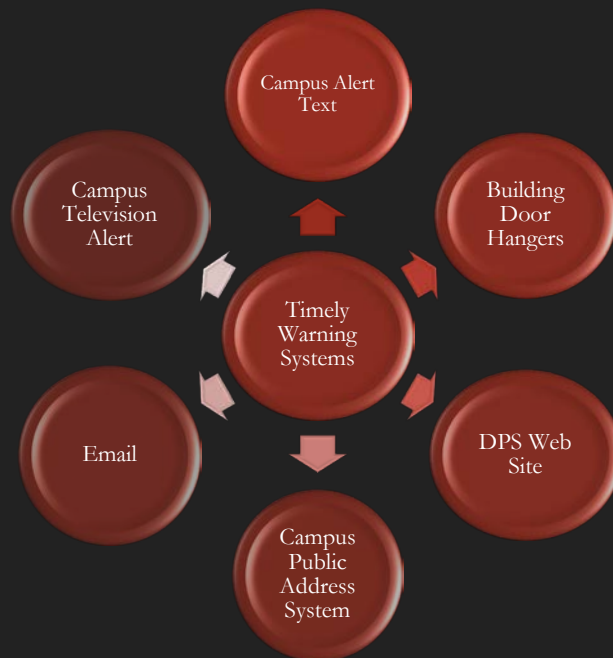 Campus Alert
Text
Campus
Television
Alert
Building
Door
Hangers
Timely
Warning
Systems
Email
DPS Web
Site
Campus
Public
Address
System